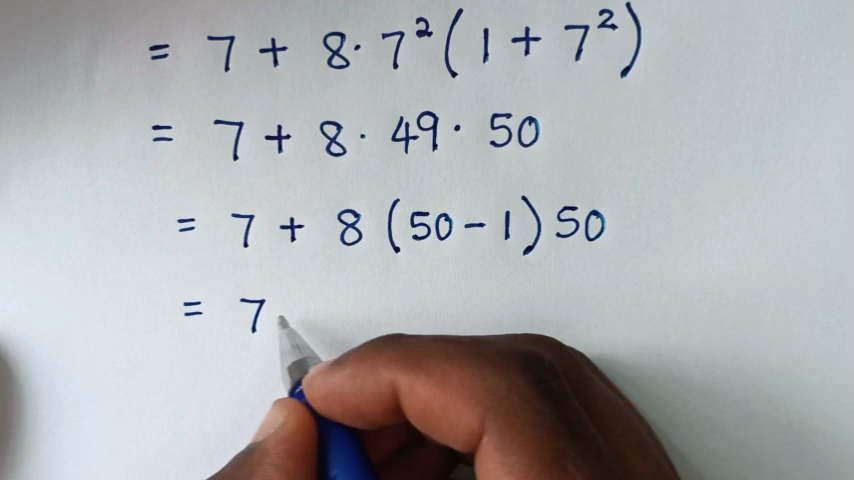 = 7 + 8· 7² (1 + 7²)
= 7 + 8 · 49 · 50
= 7 + 8 (50 - 1) 50
= 7